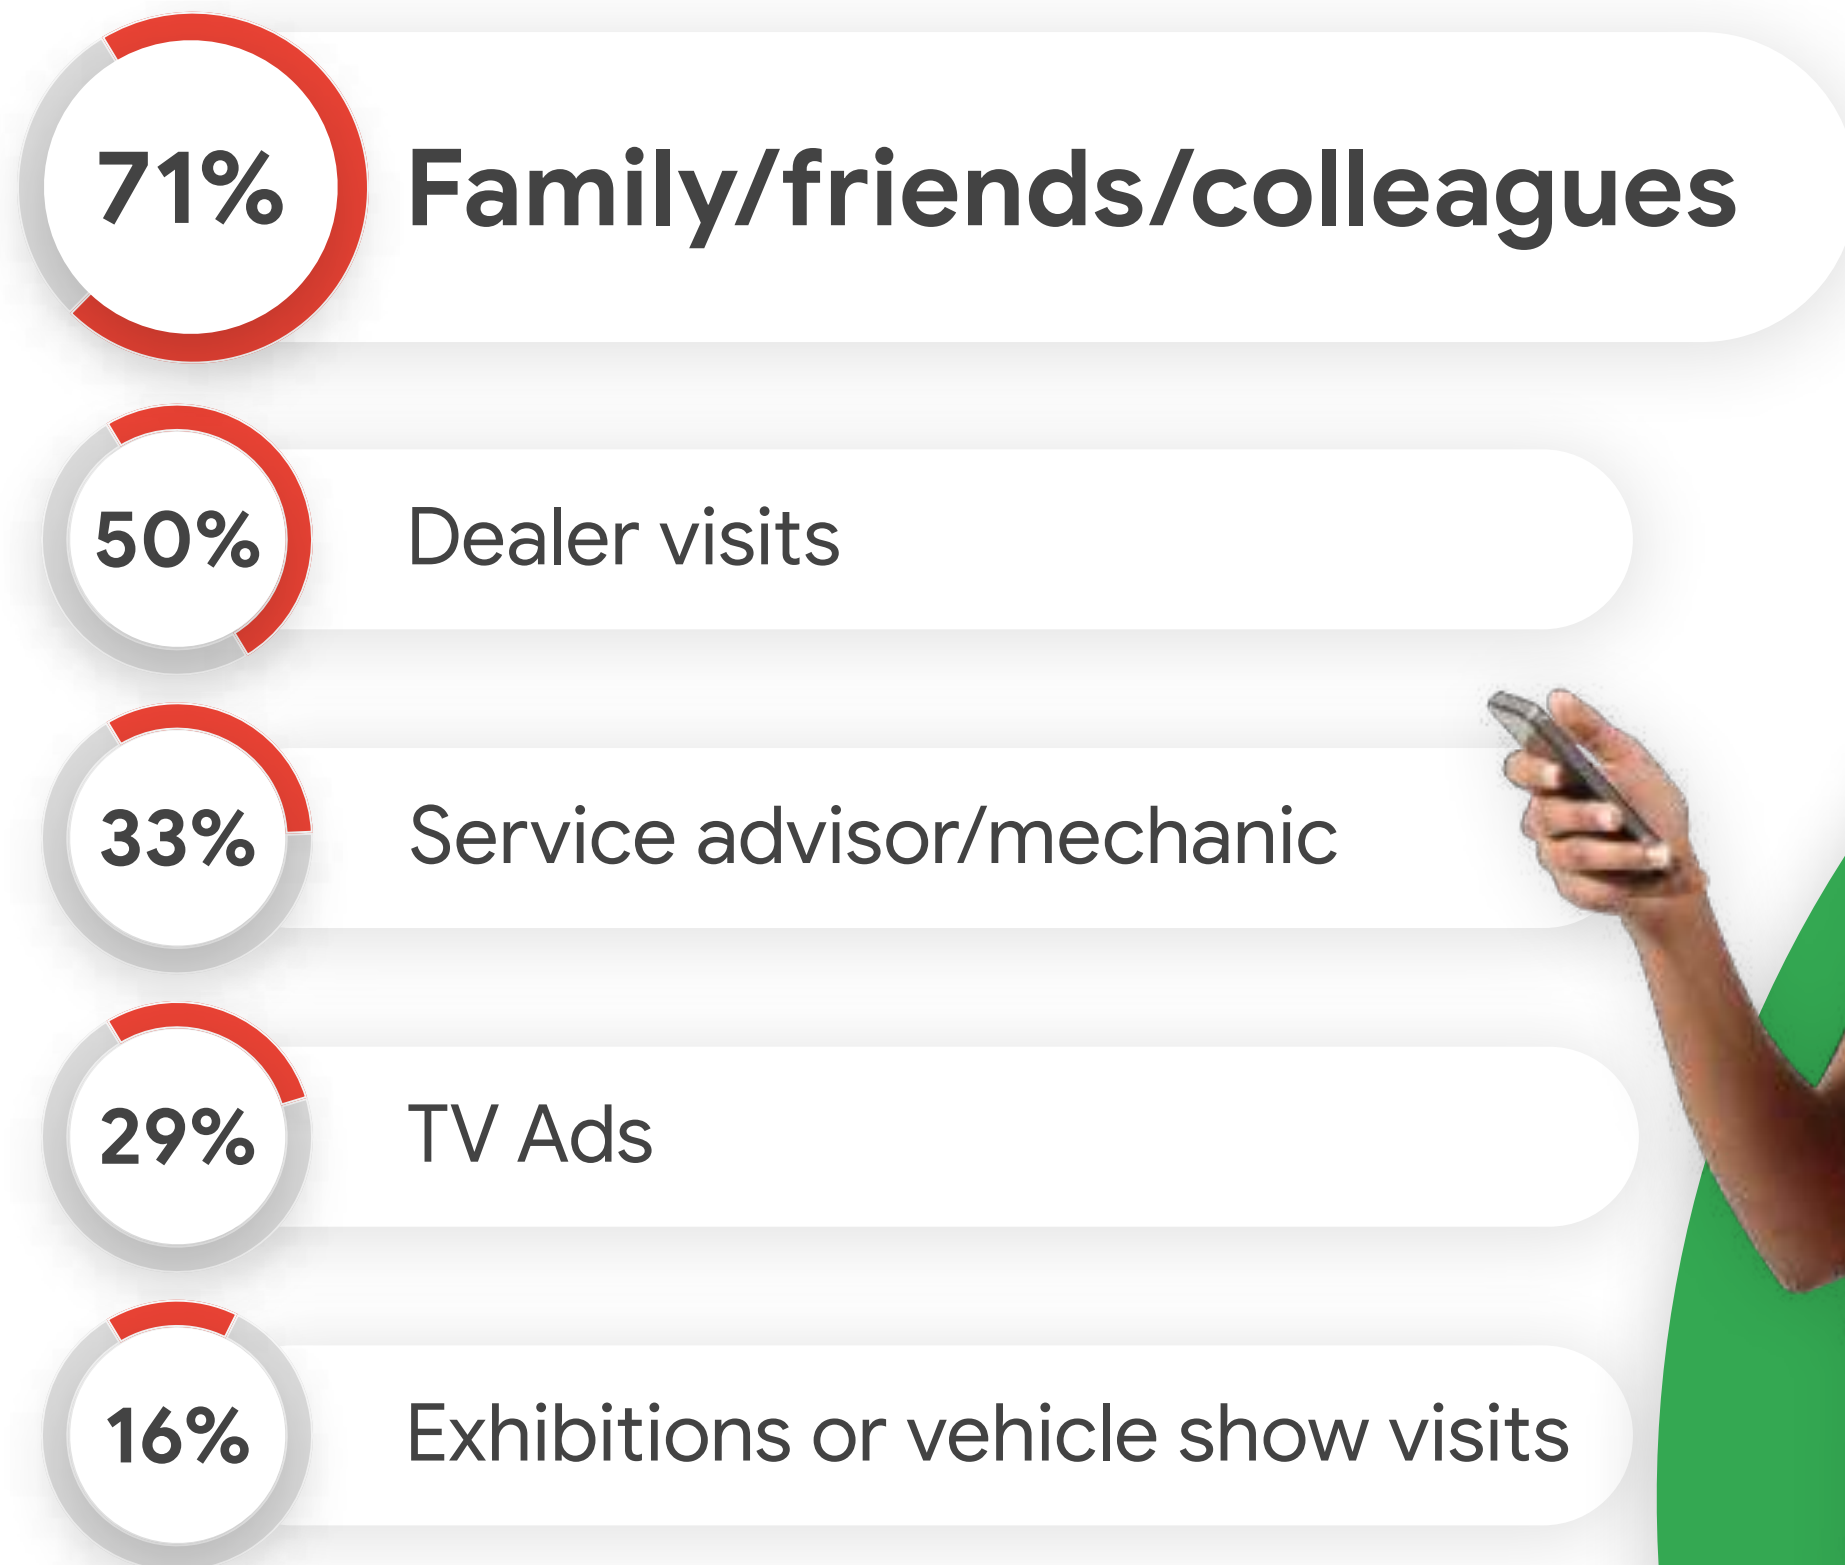 71% Family/friends/colleagues
50% Dealer visits
33% Service advisor/mechanic
29% TV Ads
16% Exhibitions or vehicle show visits